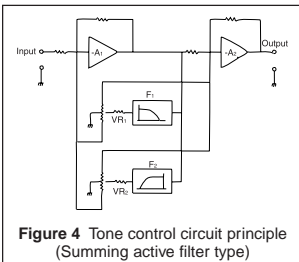 Input
-A1
-A2
Output
F1
VR1
F2
VR2
Figure 4 Tone control circuit principle
(Summing active filter type)